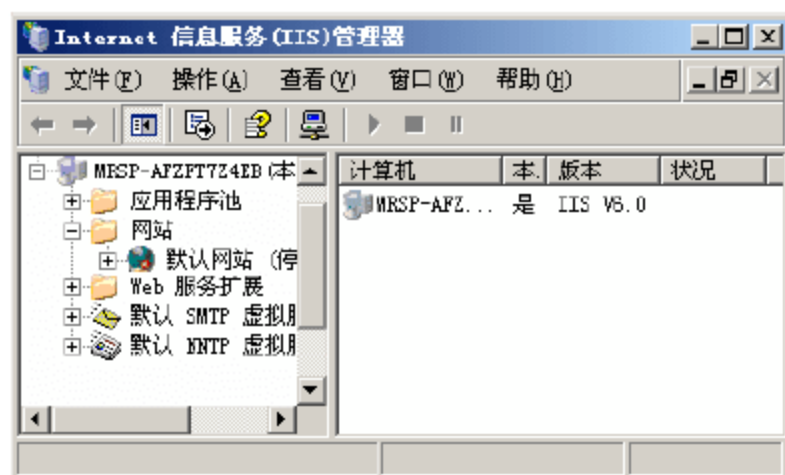 Internet 信息服务(IIS)管理器
文件(F) 操作(A) 查看(V) 窗口(W) 帮助(H)
MRSP-AFZFT7Z4EB (本
计算机 本. 版本 状况
应用程序池
MRSP-AFZ... 是 IIS V6.0
网站
默认网站 (停
Web 服务扩展
默认 SMTP 虚拟服
默认 NNTP 虚拟服